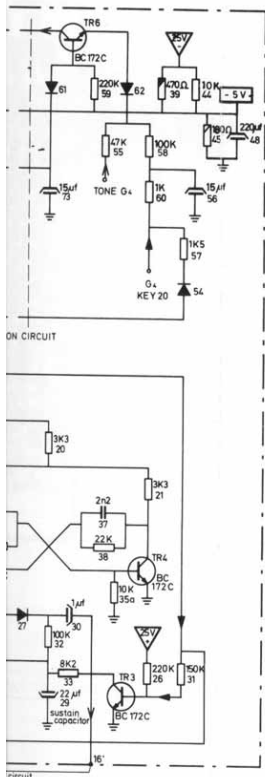 TR6
25V
-
BC 172C
- 5 V -
61
220K
59
62
470Ω
39
10K
44
47K
55
100K
58
180Ω
45
220µf
48
15µf
73
TONE G4
1K
60
15µf
56
1K5
57
G4
KEY 20
54
ON CIRCUIT
3K3
20
3K3
21
2n2
37
22K
38
TR4
BC
172C
10K
35a
1µf
30
27
25V
-
100K
32
8K2
33
TR3
220K
26
150K
31
22 µf
29
sustain
capacitor
BC 172C
16'
circuit